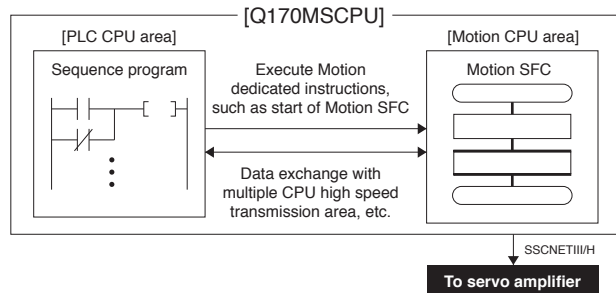 [Q170MSCPU]
[PLC CPU area]
Sequence program
Execute Motion
dedicated instructions,
such as start of Motion SFC
Data exchange with
multiple CPU high speed
transmission area, etc.
[Motion CPU area]
Motion SFC
SSCNETIII/H
To servo amplifier